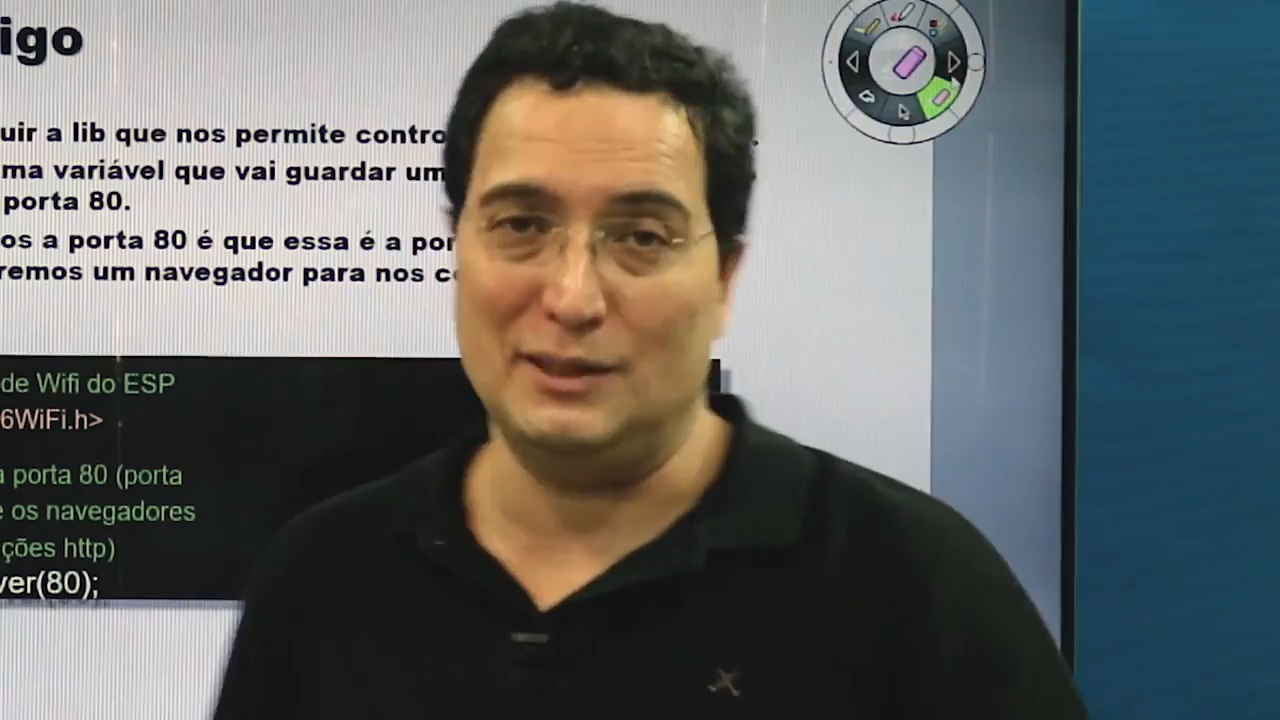 igo
uir a lib que nos permite contro
ma variável que vai guardar um
porta 80.
os a porta 80 é que essa é a por
remos um navegador para nos c
de Wifi do ESP
6WiFi.h>
a porta 80 (porta
e os navegadores
ções http)
ver(80);